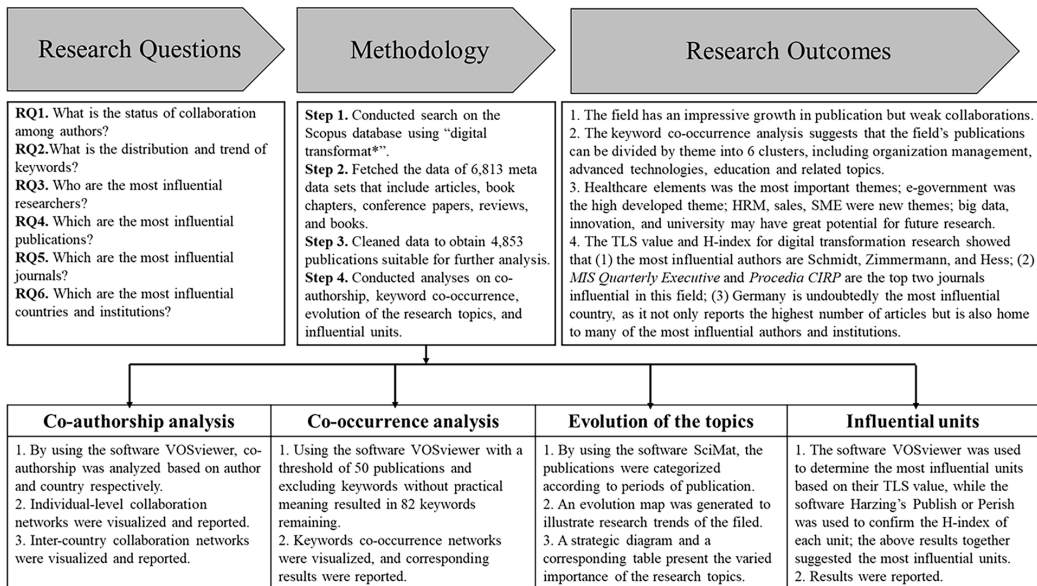 Research Questions
Methodology
Research Outcomes
RQ1. What is the status of collaboration
among authors?
RQ2.What is the distribution and trend of
keywords?
RQ3. Who are the most influential
researchers?
RQ4. Which are the most influential
publications?
RQ5. Which are the most influential
journals?
RQ6. Which are the most influential
countries and institutions?
Step 1. Conducted search on the
Scopus database using “digital
transformat*”.
Step 2. Fetched the data of 6,813 meta
data sets that include articles, book
chapters, conference papers, reviews,
and books.
Step 3. Cleaned data to obtain 4,853
publications suitable for further analysis.
Step 4. Conducted analyses on co-
authorship, keyword co-occurrence,
evolution of the research topics, and
influential units.
1. The field has an impressive growth in publication but weak collaborations.
2. The keyword co-occurrence analysis suggests that the field’s publications
can be divided by theme into 6 clusters, including organization management,
advanced technologies, education and related topics.
3. Healthcare elements was the most important themes; e-government was
the high developed theme; HRM, sales, SME were new themes; big data,
innovation, and university may have great potential for future research.
4. The TLS value and H-index for digital transformation research showed
that (1) the most influential authors are Schmidt, Zimmermann, and Hess; (2)
MIS Quarterly Executive and Procedia CIRP are the top two journals
influential in this field; (3) Germany is undoubtedly the most influential
country, as it not only reports the highest number of articles but is also home
to many of the most influential authors and institutions.
Co-authorship analysis
1. By using the software VOSviewer, co-
authorship was analyzed based on author
and country respectively.
2. Individual-level collaboration
networks were visualized and reported.
3. Inter-country collaboration networks
were visualized and reported.
Co-occurrence analysis
1. Using the software VOSviewer with a
threshold of 50 publications and
excluding keywords without practical
meaning resulted in 82 keywords
remaining.
2. Keywords co-occurrence networks
were visualized, and corresponding
results were reported.
Evolution of the topics
1. By using the software SciMat, the
publications were categorized
according to periods of publication.
2. An evolution map was generated to
illustrate research trends of the filed.
3. A strategic diagram and a
corresponding table present the varied
importance of the research topics.
Influential units
1. The software VOSviewer was used
to determine the most influential units
based on their TLS value, while the
software Harzing’s Publish or Perish
was used to confirm the H-index of
each unit; the above results together
suggested the most influential units.
2. Results were reported.